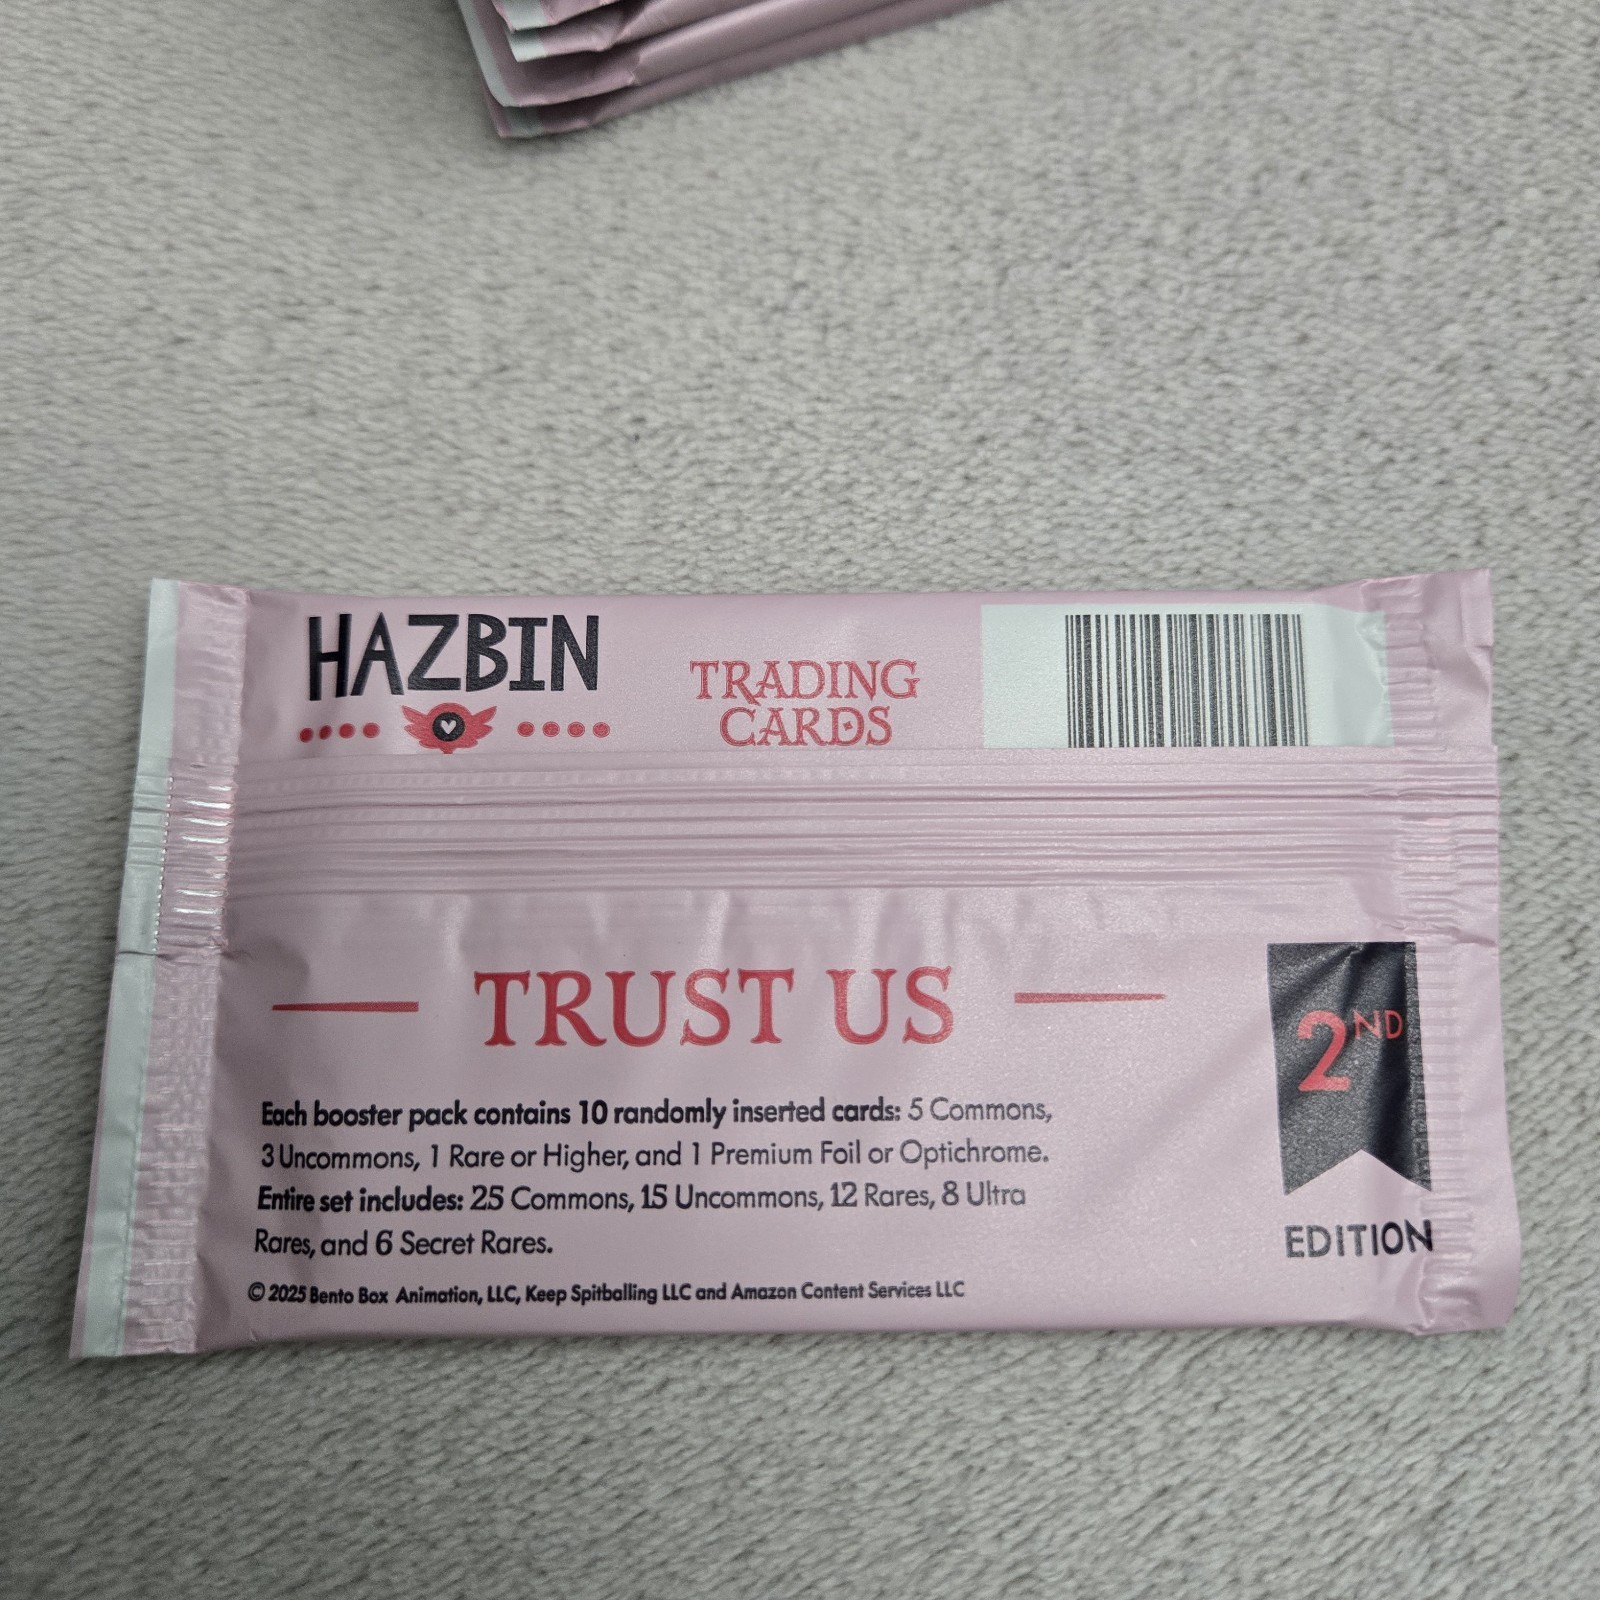 HAZBIN
TRADING
CARDS
TRUST US
2ND
EDITION
Each booster pack contains 10 randomly inserted cards: 5 Commons,
3 Uncommons, 1 Rare or Higher, and 1 Premium Foil or Optichrome.
Entire set includes: 25 Commons, 15 Uncommons, 12 Rares, 8 Ultra
Rares, and 6 Secret Rares.
© 2025 Bento Box Animation, LLC, Keep Spitballing LLC and Amazon Content Services LLC